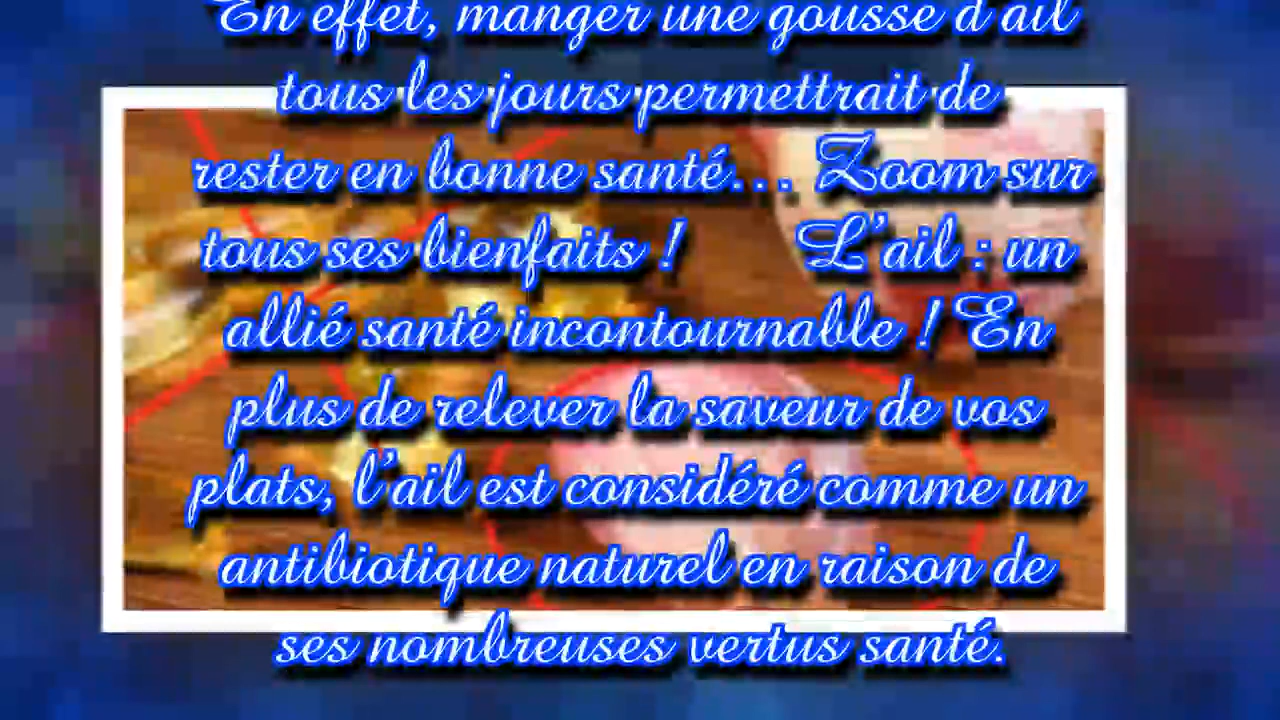 En effet, manger une gousse d'ail
tous les jours permettrait de
rester en bonne santé... Zoom sur
tous ses bienfaits ! L'ail : un
allié santé incontournable ! En
plus de relever la saveur de vos
plats, l'ail est considéré comme un
antibiotique naturel en raison de
ses nombreuses vertus santé.